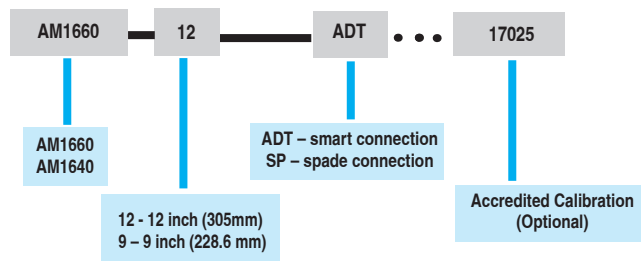 AM1660
12
ADT
17025
AM1660
AM1640
12 - 12 inch (305mm)
9 – 9 inch (228.6 mm)
ADT – smart connection
SP – spade connection
Accredited Calibration
(Optional)